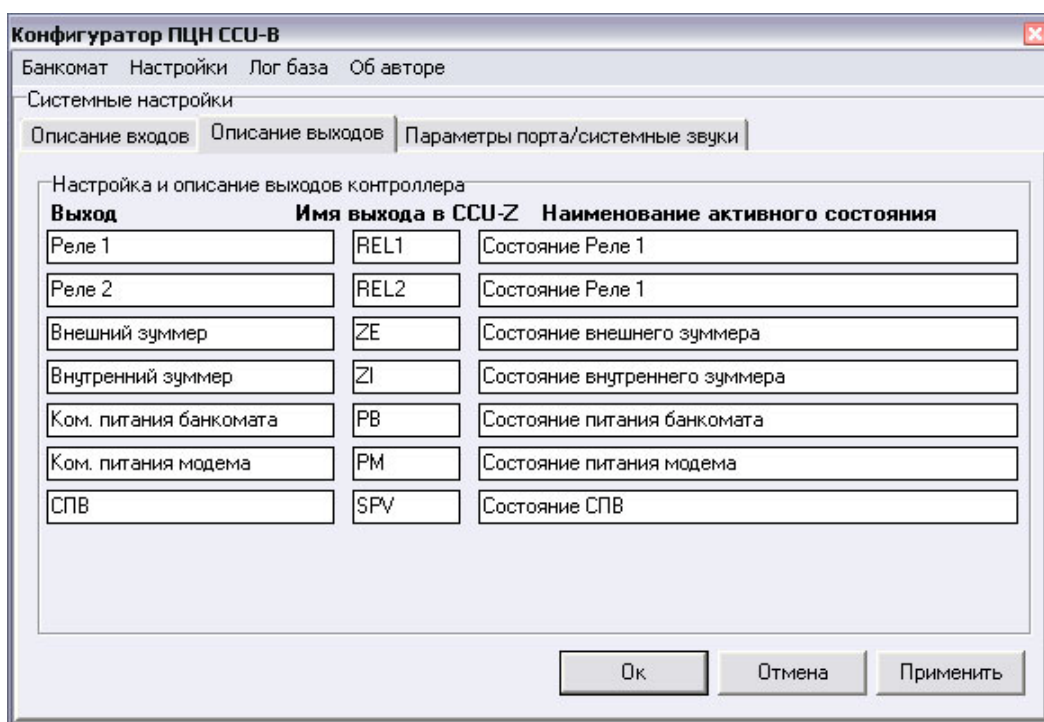 Конфигуратор ПЦН CCU-B
Банкомат Настройки Лог база Об авторе
Системные настройки
Описание входов Описание выходов Параметры порта/системные звуки
Настройка и описание выходов контроллера
Выход Имя выхода в CCU-Z Наименование активного состояния
Реле 1 REL1 Состояние Реле 1
Реле 2 REL2 Состояние Реле 1
Внешний зуммер ZE Состояние внешнего зуммера
Внутренний зуммер ZI Состояние внутреннего зуммера
Ком. питания банкомата PB Состояние питания банкомата
Ком. питания модема PM Состояние питания модема
СПВ SPV Состояние СПВ
Ок Отмена Применить